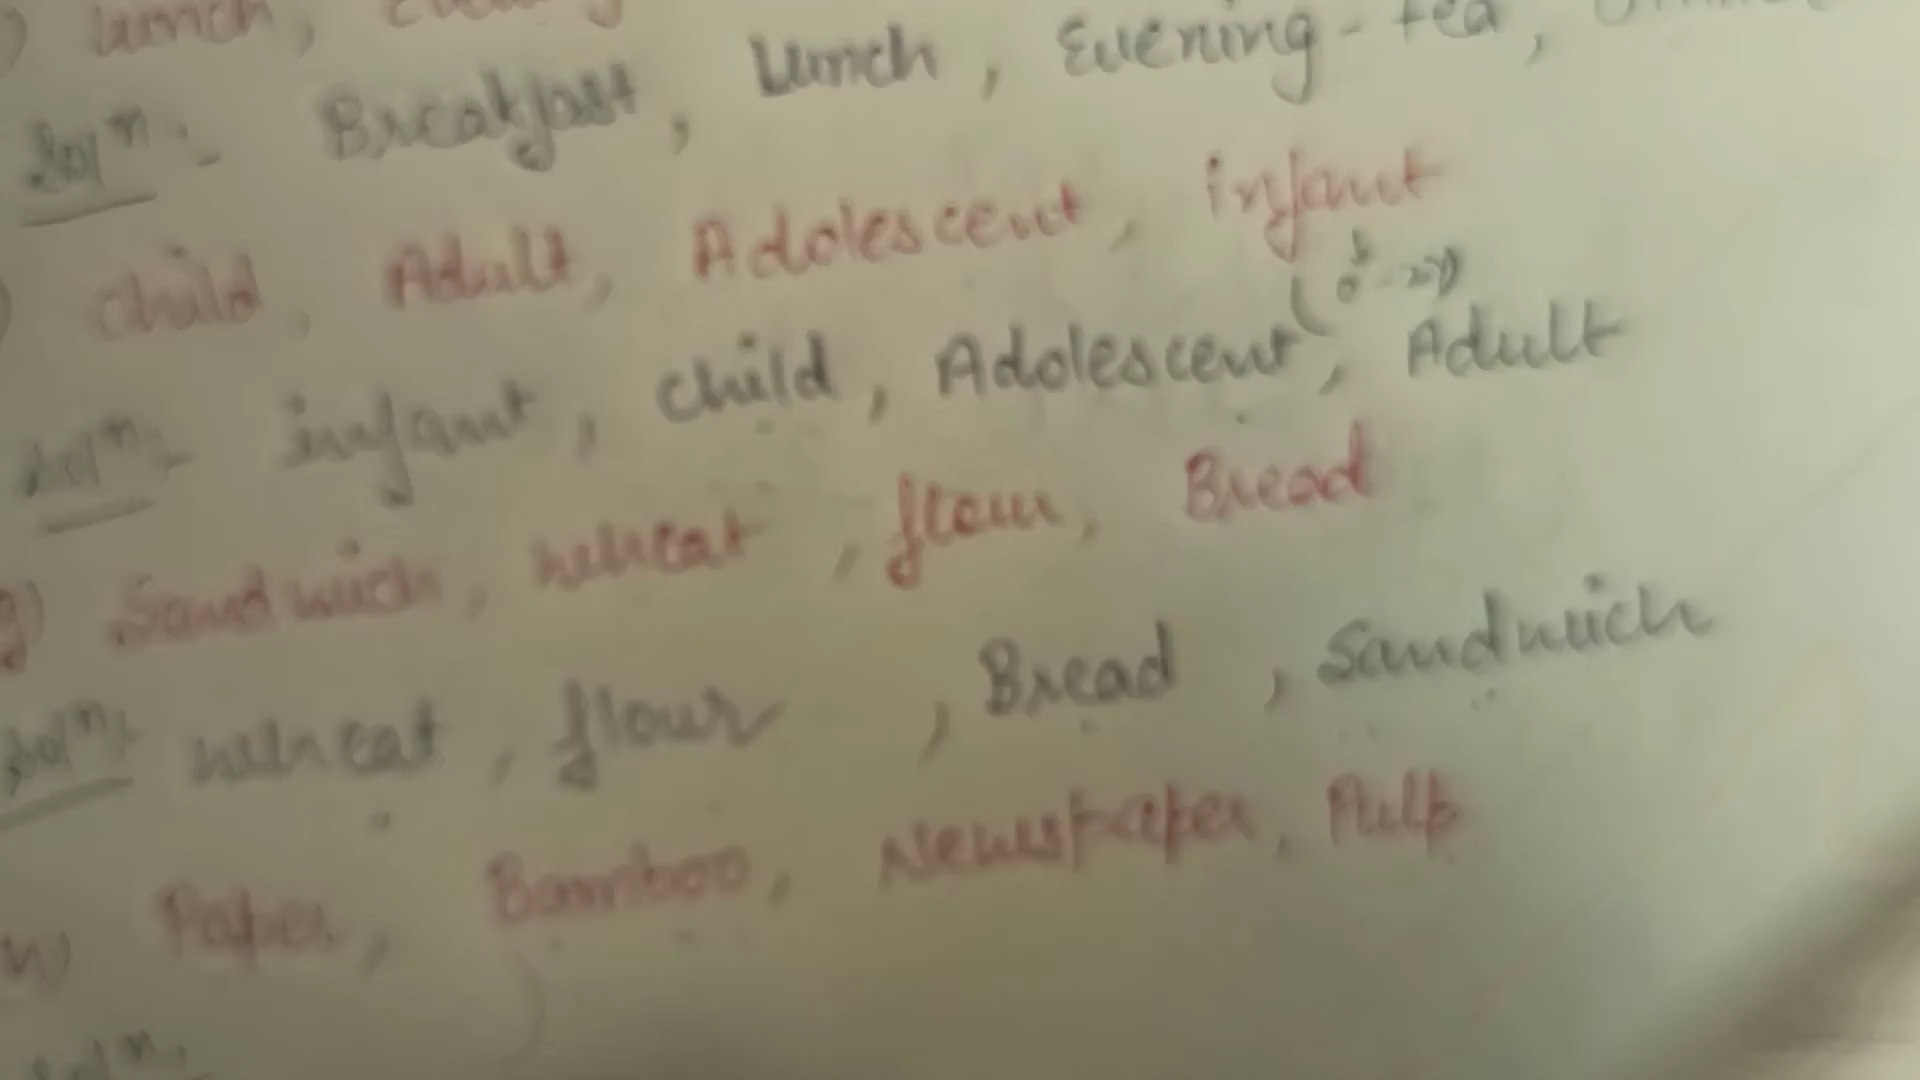 lunch,
Solⁿ:- Breakfast, Lunch, Evening-tea,
Child, Adult, Adolescent, infant
Solⁿ:- infant, child, Adolescent, Adult
g) Sandwich, wheat, flour, Bread
Solⁿ:- wheat, flour, Bread, Sandwich
h) Paper, Bamboo, Newspaper, Pulp
Solⁿ: